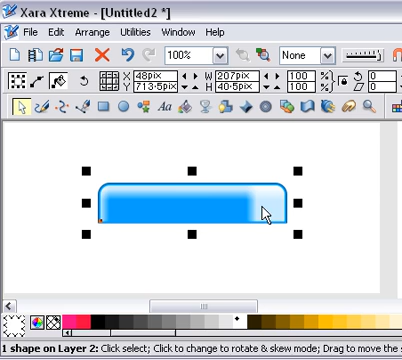 Xara Xtreme - [Untitled2 *]
File Edit Arrange Utilities Window Help
100% None
X 48pix W 207pix 100 % 0
Y 713·5pix H 40·5pix 100 % 0
Aa
1 shape on Layer 2: Click select; Click to change to rotate & skew mode; Drag to move the